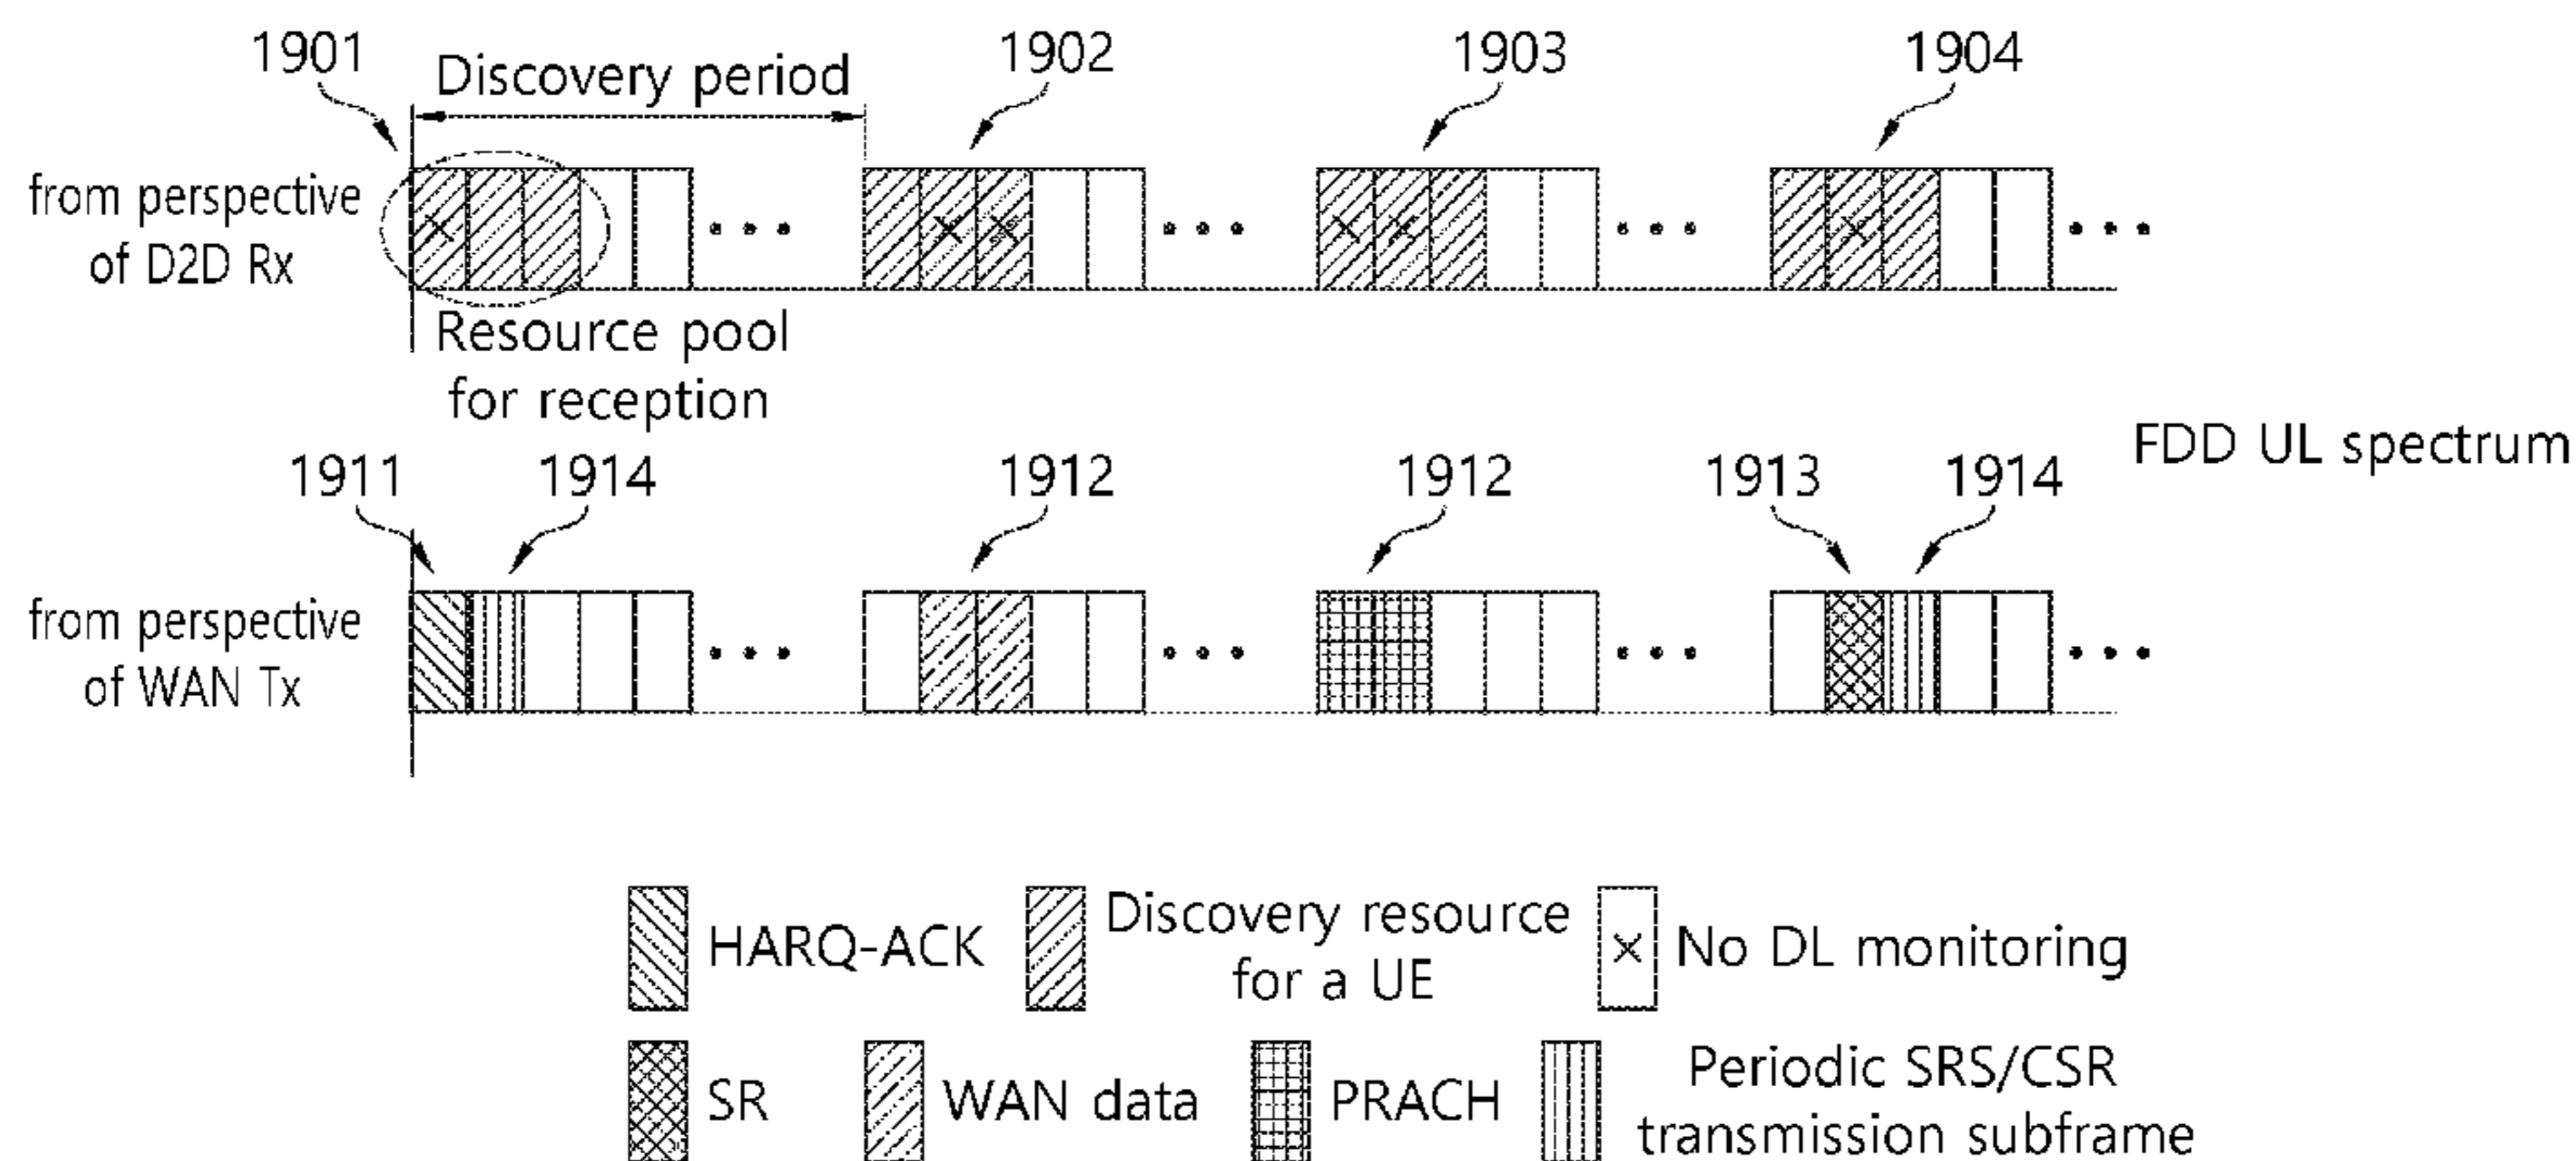 1901
Discovery period
1902
1903
1904
from perspective
of D2D Rx
Resource pool
for reception
FDD UL spectrum
1911
1914
1912
1912
1913
1914
from perspective
of WAN Tx
HARQ-ACK
Discovery resource
for a UE
No DL monitoring
SR
WAN data
PRACH
Periodic SRS/CSR
transmission subframe